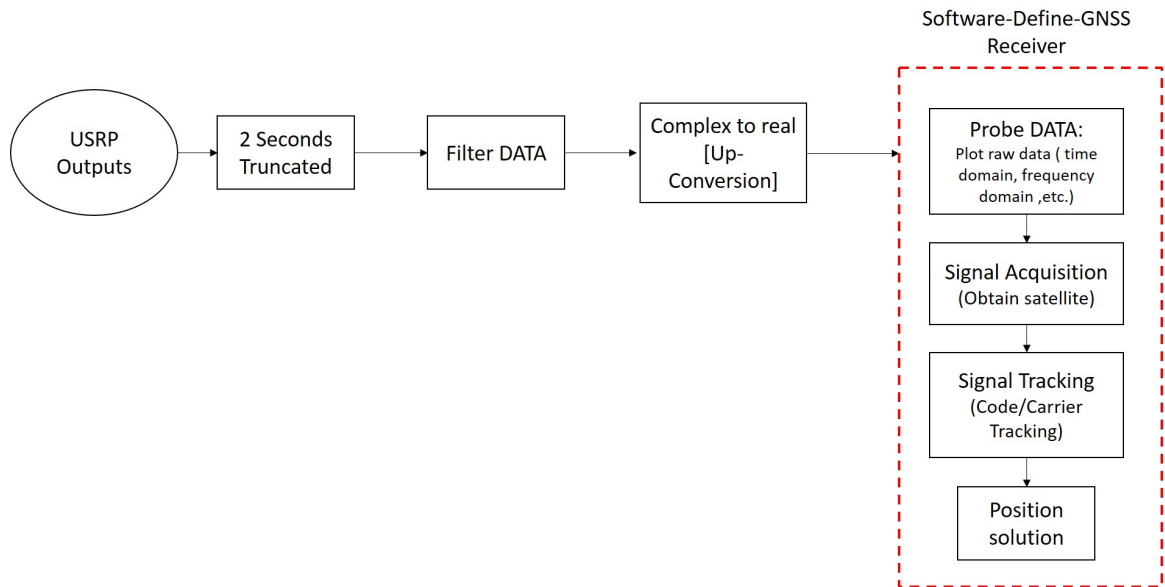 Software-Define-GNSS
Receiver
USRP
Outputs
2 Seconds
Truncated
Filter DATA
Complex to real
[Up-
Conversion]
Probe DATA:
Plot raw data ( time
domain, frequency
domain ,etc.)
Signal Acquisition
(Obtain satellite)
Signal Tracking
(Code/Carrier
Tracking)
Position
solution